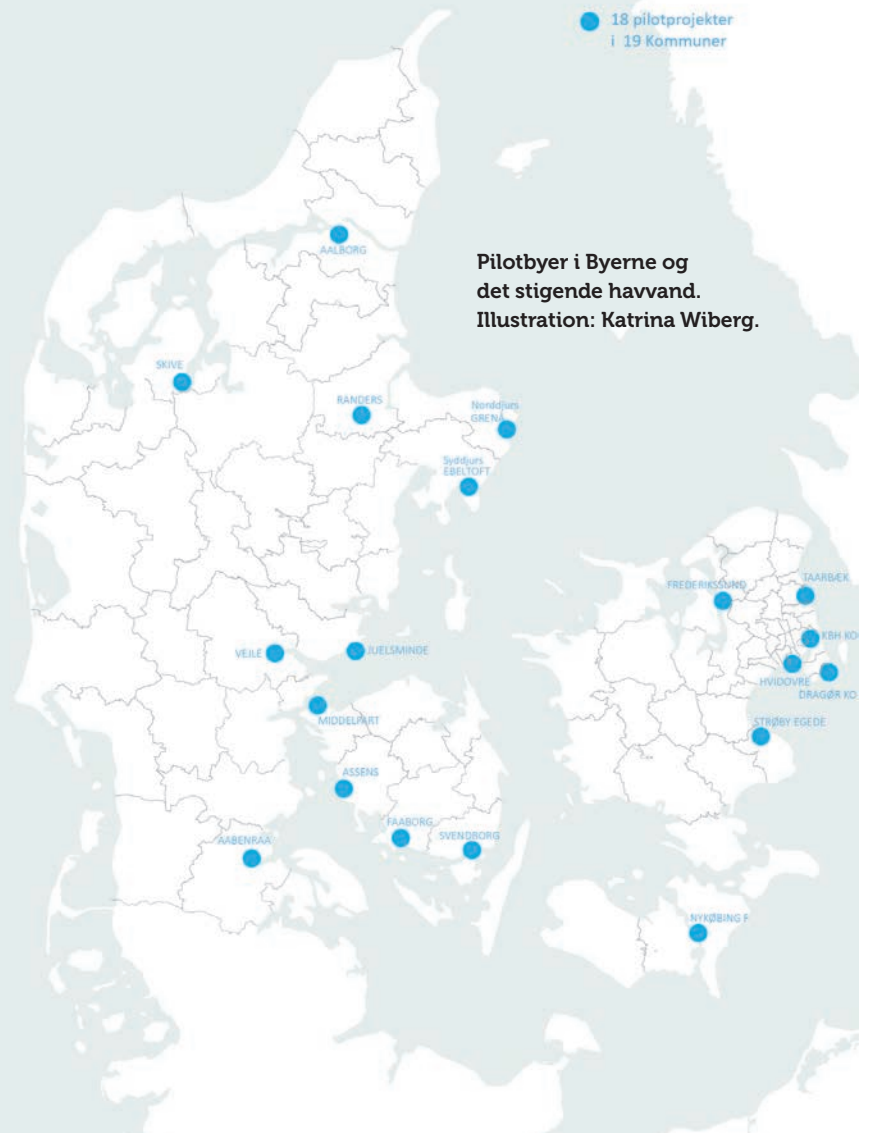 18 pilotprojekter
i 19 Kommuner
AALBORG
Pilotbyer i Byerne og
det stigende havvand.
Illustration: Katrina Wiberg.
SKIVE
RANDERS
Norddjurs
GRENÅ
Syddjurs
EBELTOFT
FREDERIKSSUND
TAARBÆK
KBH KO
HVIDOVRE
DRAGØR KO
VEJLE
JUELSMINDE
MIDDELFART
STRØBY EGEDE
ASSENS
FAABORG
SVENDBORG
AABENRAA
NYKØBING F